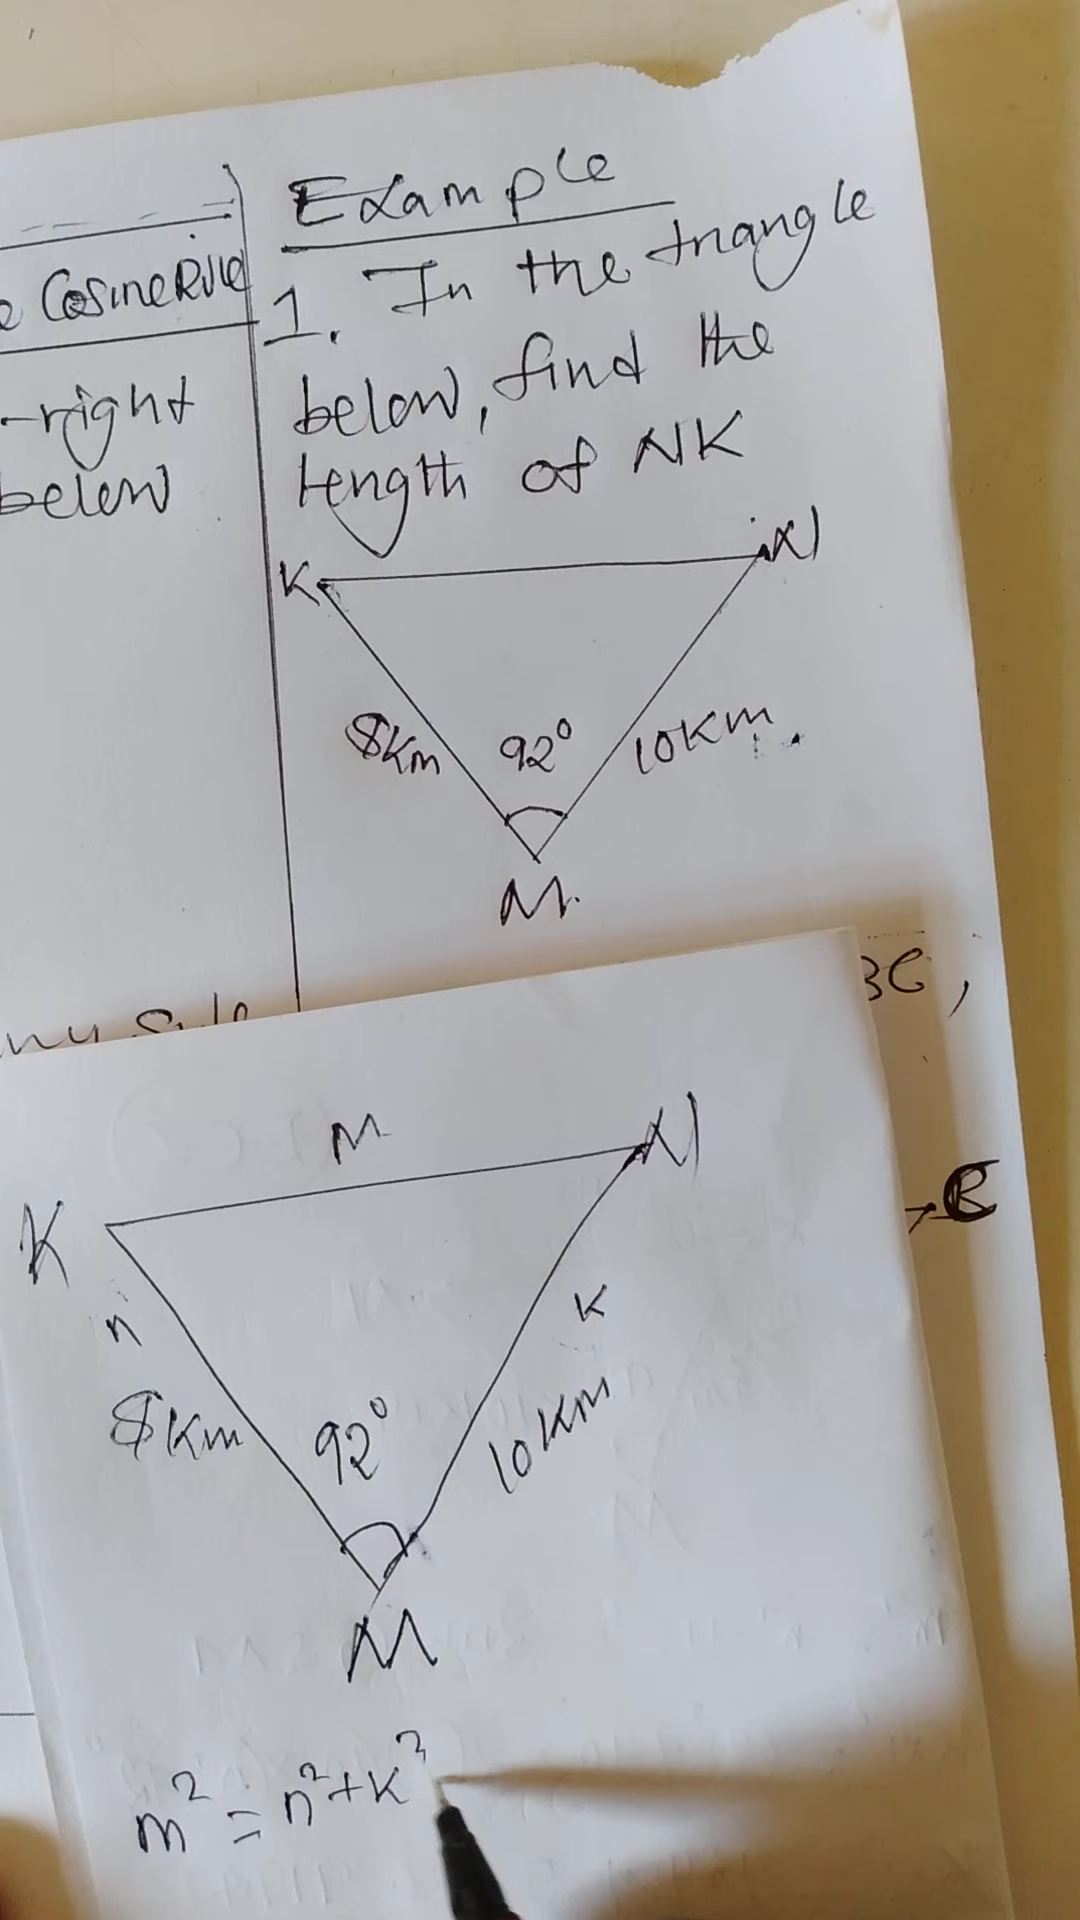 Cosine Rule
-right
below
Example
1. In the triangle
below, find the
length of NK
K
N
8km
92°
10km
M
BC,
C
M
K
N
n
k
8km
92°
10km
M
m² = n²+k²